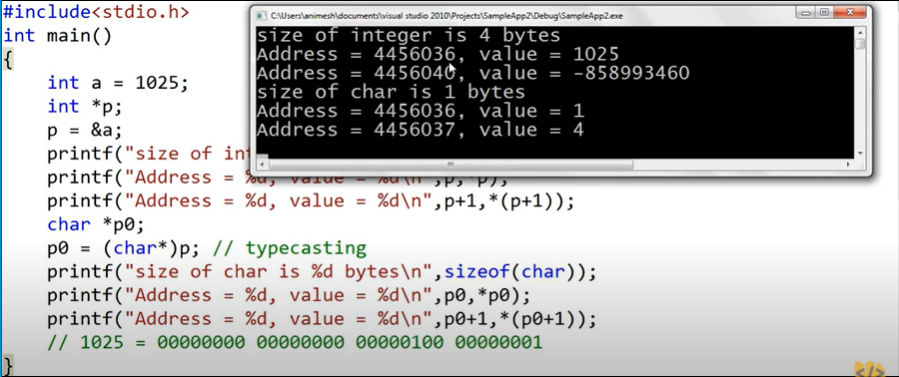 #include<stdio.h>
int main()
{
int a = 1025;
int *p;
p = &a;
printf("size of int
printf("Address = %d, value = %d\n",p,*p);
printf("Address = %d, value = %d\n",p+1,*(p+1));
char *p0;
p0 = (char*)p; // typecasting
printf("size of char is %d bytes\n",sizeof(char));
printf("Address = %d, value = %d\n",p0,*p0);
printf("Address = %d, value = %d\n",p0+1,*(p0+1));
// 1025 = 00000000 00000000 00000100 00000001
}
C:\Users\animesh\documents\visual studio 2010\Projects\SampleApp2\Debug\SampleApp2.exe
size of integer is 4 bytes
Address = 4456036, value = 1025
Address = 4456040, value = -858993460
size of char is 1 bytes
Address = 4456036, value = 1
Address = 4456037, value = 4